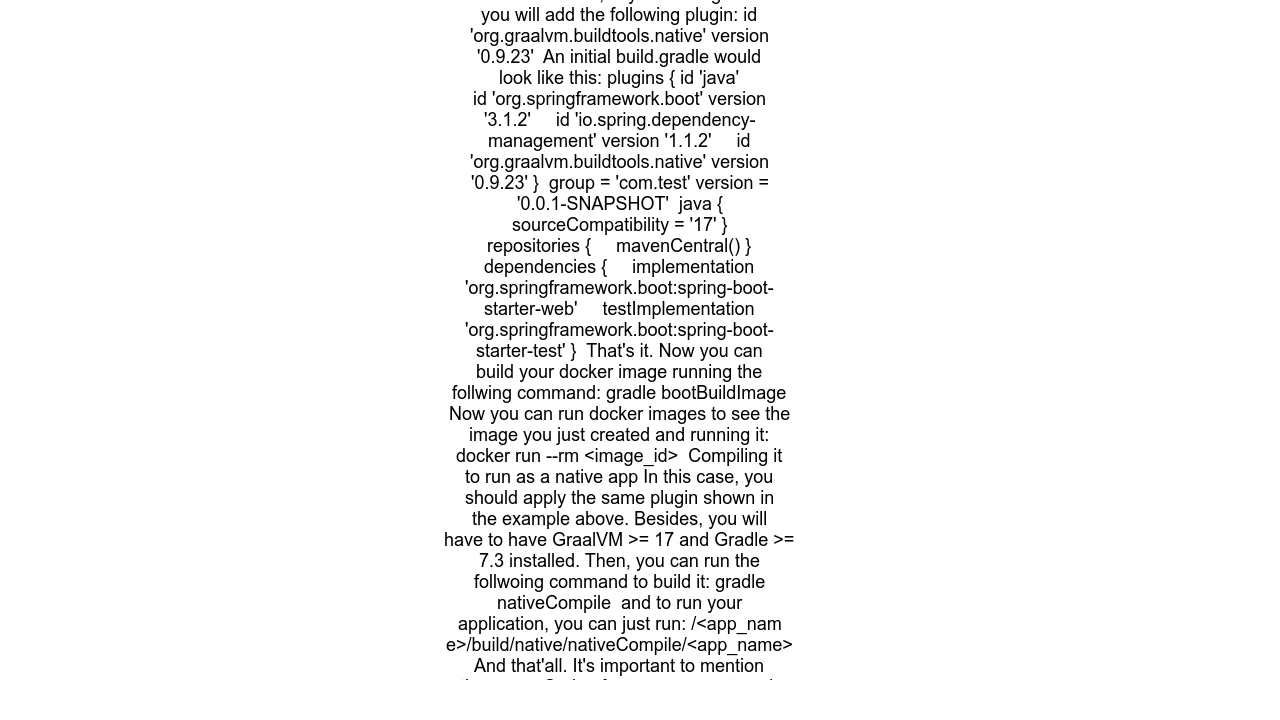 you will add the following plugin: id
'org.graalvm.buildtools.native' version
'0.9.23'  An initial build.gradle would
look like this: plugins { id 'java'
id 'org.springframework.boot' version
'3.1.2'     id 'io.spring.dependency-
management' version '1.1.2'     id
'org.graalvm.buildtools.native' version
'0.9.23' }  group = 'com.test' version =
'0.0.1-SNAPSHOT'  java {
sourceCompatibility = '17' }
repositories {     mavenCentral() }
dependencies {     implementation
'org.springframework.boot:spring-boot-
starter-web'     testImplementation
'org.springframework.boot:spring-boot-
starter-test' }  That's it. Now you can
build your docker image running the
follwing command: gradle bootBuildImage
Now you can run docker images to see the
image you just created and running it:
docker run --rm <image_id>  Compiling it
to run as a native app In this case, you
should apply the same plugin shown in
the example above. Besides, you will
have to have GraalVM >= 17 and Gradle >=
7.3 installed. Then, you can run the
follwoing command to build it: gradle
nativeCompile  and to run your
application, you can just run: /<app_nam
e>/build/native/nativeCompile/<app_name>
And that'all. It's important to mention